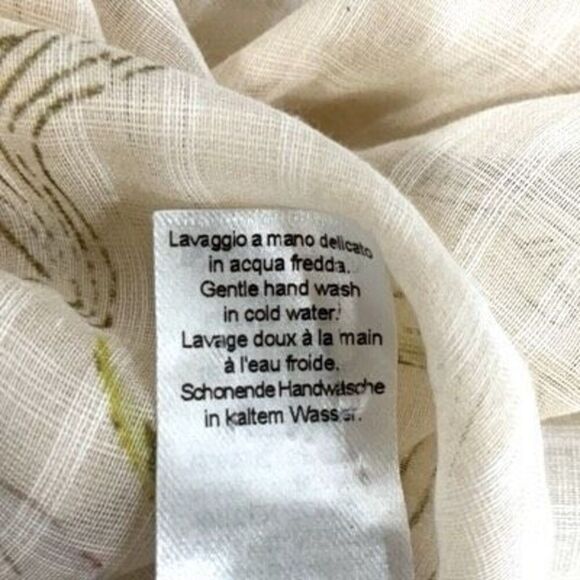 Lavaggio a mano delicato
in acqua fredda.
Gentle hand wash
in cold water.
Lavage doux à la main
à l'eau froide.
Schonende Handwäsche
in kaltem Wasser.